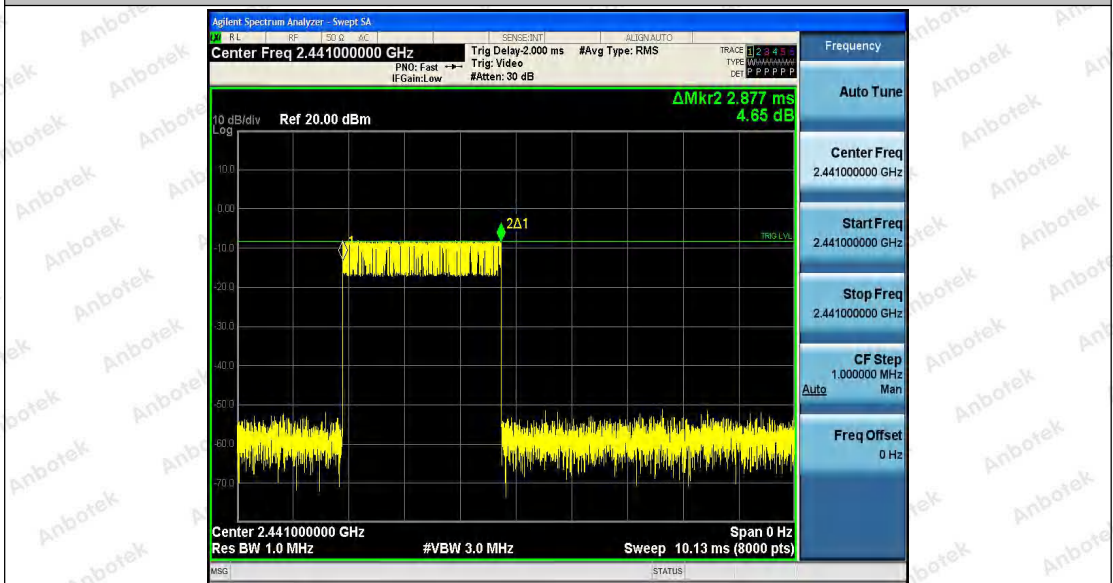 Agilent Spectrum Analyzer - Swept SA
RL RF 50 Ω AC SENSE:INT ALIGN AUTO
Center Freq 2.441000000 GHz
PNO: Fast
IFGain:Low
Trig Delay-2.000 ms
Trig: Video
#Atten: 30 dB
#Avg Type: RMS
TRACE 1 2 3 4 5 6
TYPE
DET P P P P P P
ΔMkr2 2.877 ms
4.65 dB
10 dB/div Ref 20.00 dBm
Log
10.0
0.00
-10.0
-20.0
-30.0
-40.0
-50.0
-60.0
-70.0
1
2Δ1
TRIG LVL
Center 2.441000000 GHz
Span 0 Hz
Res BW 1.0 MHz
#VBW 3.0 MHz
Sweep 10.13 ms (8000 pts)
MSG
STATUS
Frequency
Auto Tune
Center Freq
2.441000000 GHz
Start Freq
2.441000000 GHz
Stop Freq
2.441000000 GHz
CF Step
1.000000 MHz
Auto Man
Freq Offset
0 Hz
Anbotek